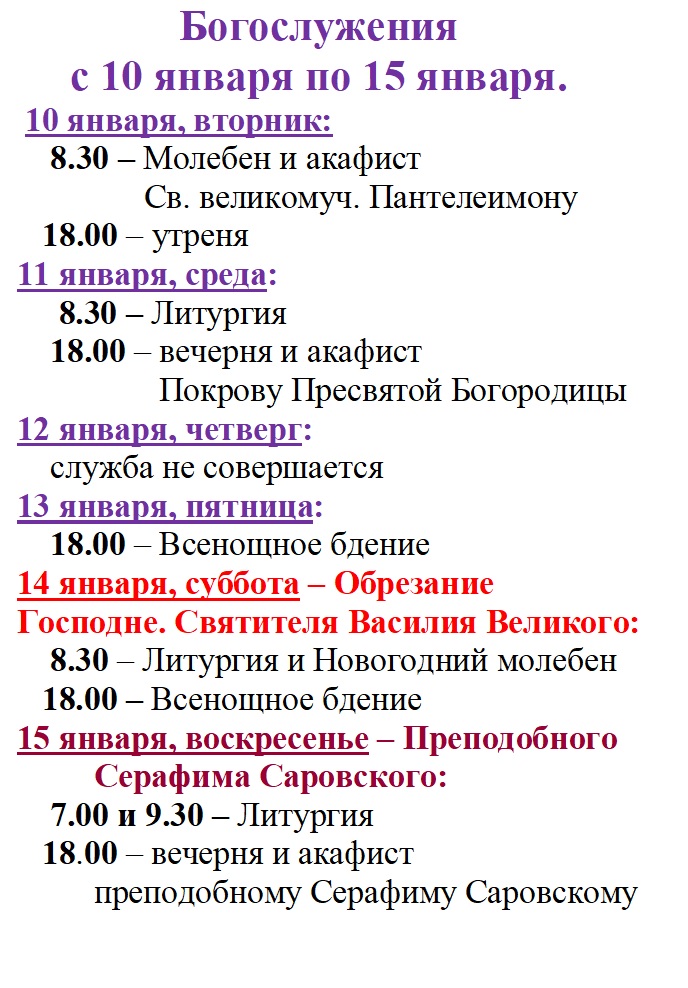 Богослужения
с 10 января по 15 января.
10 января, вторник:
8.30 – Молебен и акафист
Св. великомуч. Пантелеимону
18.00 – утреня
11 января, среда:
8.30 – Литургия
18.00 – вечерня и акафист
Покрову Пресвятой Богородицы
12 января, четверг:
служба не совершается
13 января, пятница:
18.00 – Всенощное бдение
14 января, суббота – Обрезание
Господне. Святителя Василия Великого:
8.30 – Литургия и Новогодний молебен
18.00 – Всенощное бдение
15 января, воскресенье – Преподобного
Серафима Саровского:
7.00 и 9.30 – Литургия
18.00 – вечерня и акафист
преподобному Серафиму Саровскому